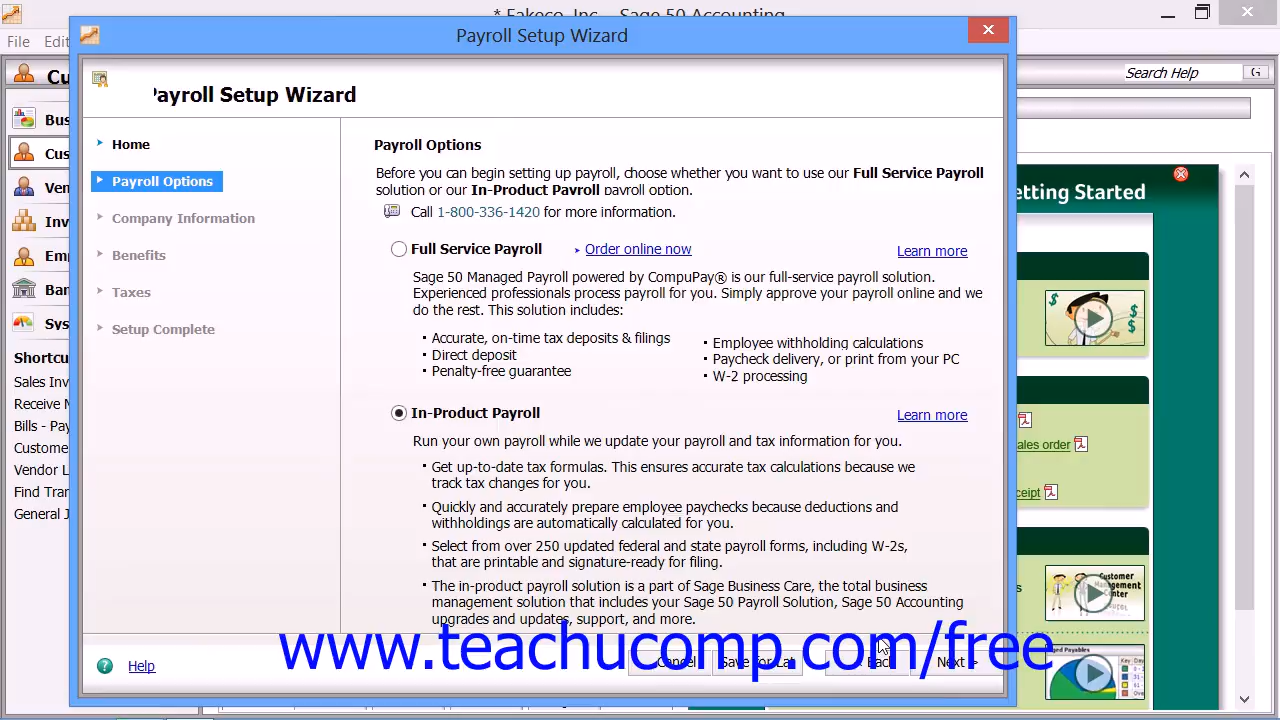 * Fakeco, Inc. - Sage 50 Accounting
File Edit
Payroll Setup Wizard
Search Help
Payroll Setup Wizard
Home
Payroll Options
Company Information
Benefits
Taxes
Setup Complete
Payroll Options
Before you can begin setting up payroll, choose whether you want to use our Full Service Payroll
solution or our In-Product Payroll payroll option.
Call 1-800-336-1420 for more information.
Full Service Payroll Order online now Learn more
Sage 50 Managed Payroll powered by CompuPay® is our full-service payroll solution.
Experienced professionals process payroll for you. Simply approve your payroll online and we
do the rest. This solution includes:
· Accurate, on-time tax deposits & filings
· Direct deposit
· Penalty-free guarantee
· Employee withholding calculations
· Paycheck delivery, or print from your PC
· W-2 processing
In-Product Payroll Learn more
Run your own payroll while we update your payroll and tax information for you.
· Get up-to-date tax formulas. This ensures accurate tax calculations because we
track tax changes for you.
· Quickly and accurately prepare employee paychecks because deductions and
withholdings are automatically calculated for you.
· Select from over 250 updated federal and state payroll forms, including W-2s,
that are printable and signature-ready for filing.
· The in-product payroll solution is a part of Sage Business Care, the total business
management solution that includes your Sage 50 Payroll Solution, Sage 50 Accounting
upgrades and updates, support, and more.
Help
Cancel
Back
Next >
www.teachucomp.com/free
Cu
Bus
Cus
Ven
Inv
Em
Ban
Sys
Shortcu
Sales Inv
Receive M
Bills - Pay
Custome
Vendor L
Find Tran
General J
etting Started
ales order
ceipt
Customer
Management
Center